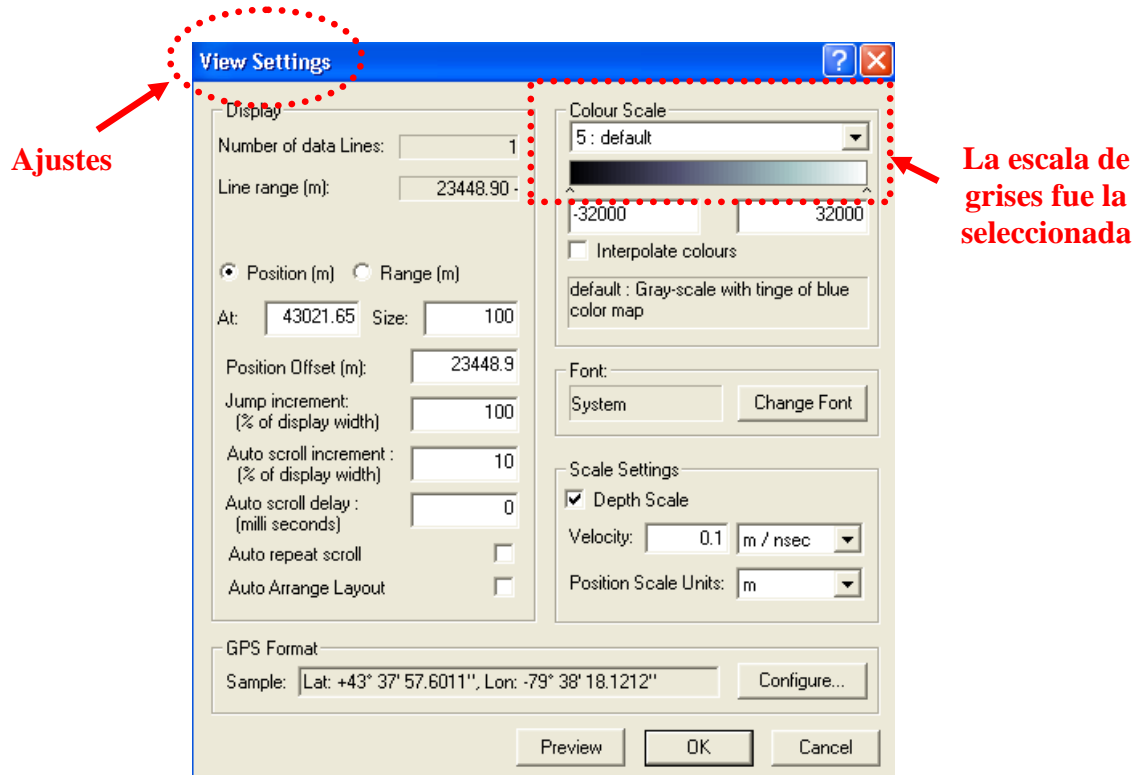 View Settings
Ajustes
La escala de
grises fue la
seleccionada
Display
Number of data Lines: 1
Line range (m): 23448.90 -
Position (m) Range (m)
At: 43021.65 Size: 100
Position Offset (m): 23448.9
Jump increment: 100
(% of display width)
Auto scroll increment : 10
(% of display width)
Auto scroll delay : 0
(milli seconds)
Auto repeat scroll
Auto Arrange Layout
Colour Scale
5 : default
-32000 32000
Interpolate colours
default : Gray-scale with tinge of blue
color map
Font:
System Change Font
Scale Settings
Depth Scale
Velocity: 0.1 m / nsec
Position Scale Units: m
GPS Format
Sample: Lat: +43° 37' 57.6011'', Lon: -79° 38' 18.1212'' Configure...
Preview OK Cancel